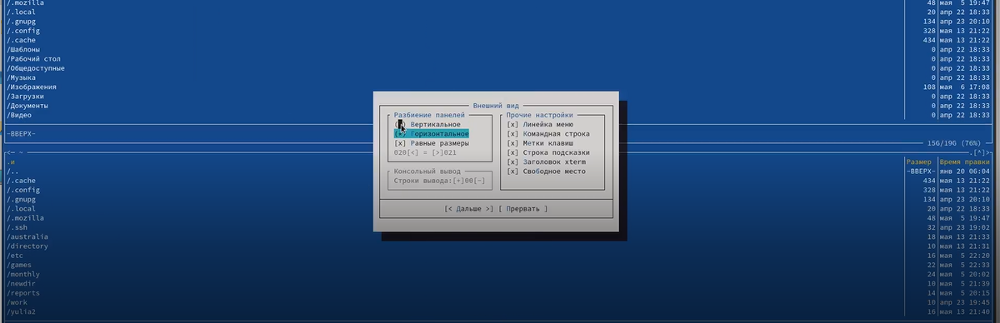 /.mozilla 48 мая 5 19:47
/.local 20 апр 22 18:33
/.gnupg 134 апр 23 20:10
/.config 328 мая 13 21:22
/.cache 434 мая 13 21:22
/Шаблоны 0 апр 22 18:33
/Рабочий стол 0 апр 22 18:33
/Общедоступные 0 апр 22 18:33
/Музыка 0 апр 22 18:33
/Изображения 108 мая 6 17:08
/Загрузки 0 апр 22 18:33
/Документы 0 апр 22 18:33
/Видео 0 апр 22 18:33
-ВВЕРХ-
15G/19G (76%)
Внешний вид
Разбиение панелей
Вертикальное
Горизонтальное
[x] Равные размеры
020[<] = [>]021
Консольный вывод
Строки вывода:[+]00[-]
Прочие настройки
[x] Линейка меню
[x] Командная строка
[x] Метки клавиш
[x] Строка подсказки
[x] Заголовок xterm
[x] Свободное место
[< Дальше >] [ Прервать ]
<- ~ .[^]>
.и Размер Время правки
/.. -ВВЕРХ- янв 20 06:04
/.cache 434 мая 13 21:22
/.config 328 мая 13 21:22
/.gnupg 134 апр 23 20:10
/.local 20 апр 22 18:33
/.mozilla 48 мая 5 19:47
/.ssh 32 апр 23 19:02
/australia 18 мая 13 21:33
/directory 10 мая 13 21:31
/etc 16 мая 5 22:20
/games 22 мая 5 22:33
/monthly 24 мая 5 20:02
/newdir 10 мая 5 21:39
/reports 14 мая 5 20:15
/work 10 апр 23 19:45
/yulia2 16 мая 13 21:40